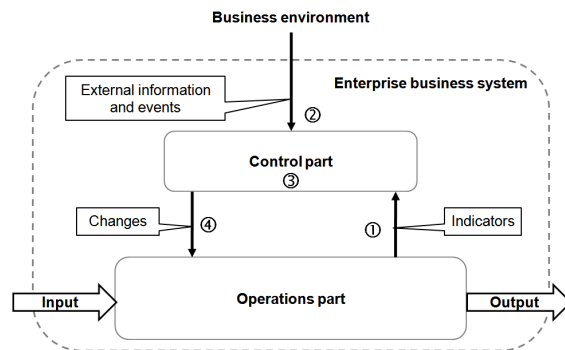 Business environment
External information
and events
Enterprise business system
②
Control part
③
Changes
④
①
Indicators
Input
Operations part
Output